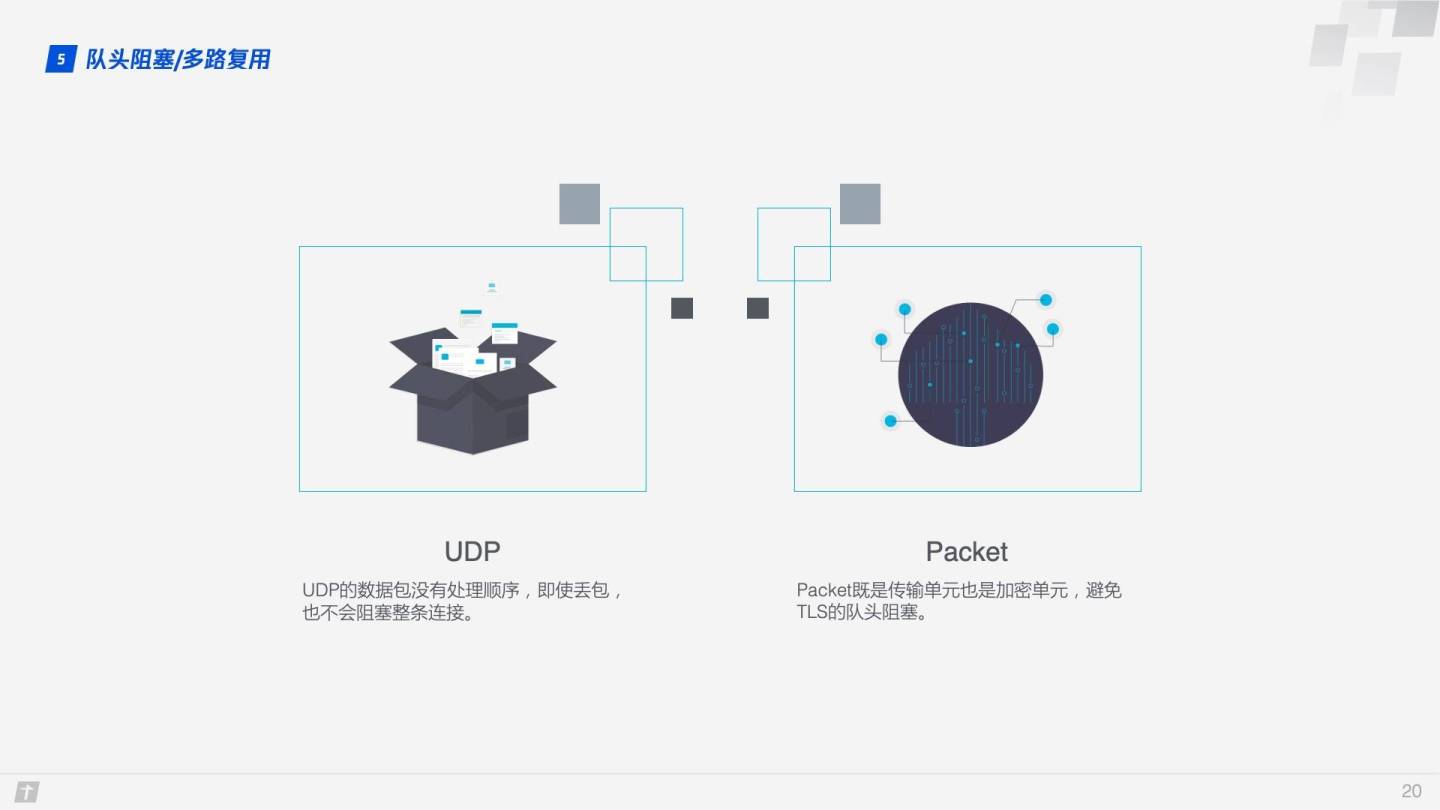 5 队头阻塞/多路复用
UDP
UDP的数据包没有处理顺序，即使丢包，
也不会阻塞整条连接。
Packet
Packet既是传输单元也是加密单元，避免
TLS的队头阻塞。
20